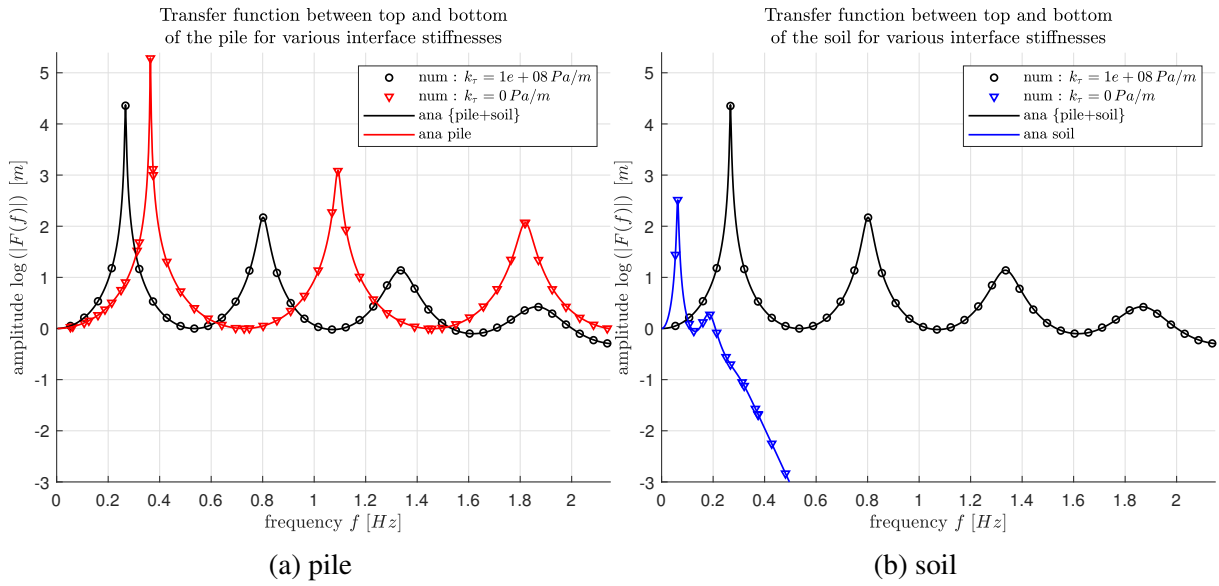 Transfer function between top and bottom
of the pile for various interface stiffnesses
num : k_τ = 1e + 08 Pa/m
num : k_τ = 0 Pa/m
ana {pile+soil}
ana pile
amplitude log (|F(f)|) [m]
5
4
3
2
1
0
-1
-2
-3
0 0.2 0.4 0.6 0.8 1 1.2 1.4 1.6 1.8 2
frequency f [Hz]
(a) pile
Transfer function between top and bottom
of the soil for various interface stiffnesses
num : k_τ = 1e + 08 Pa/m
num : k_τ = 0 Pa/m
ana {pile+soil}
ana soil
amplitude log (|F(f)|) [m]
5
4
3
2
1
0
-1
-2
-3
0 0.2 0.4 0.6 0.8 1 1.2 1.4 1.6 1.8 2
frequency f [Hz]
(b) soil